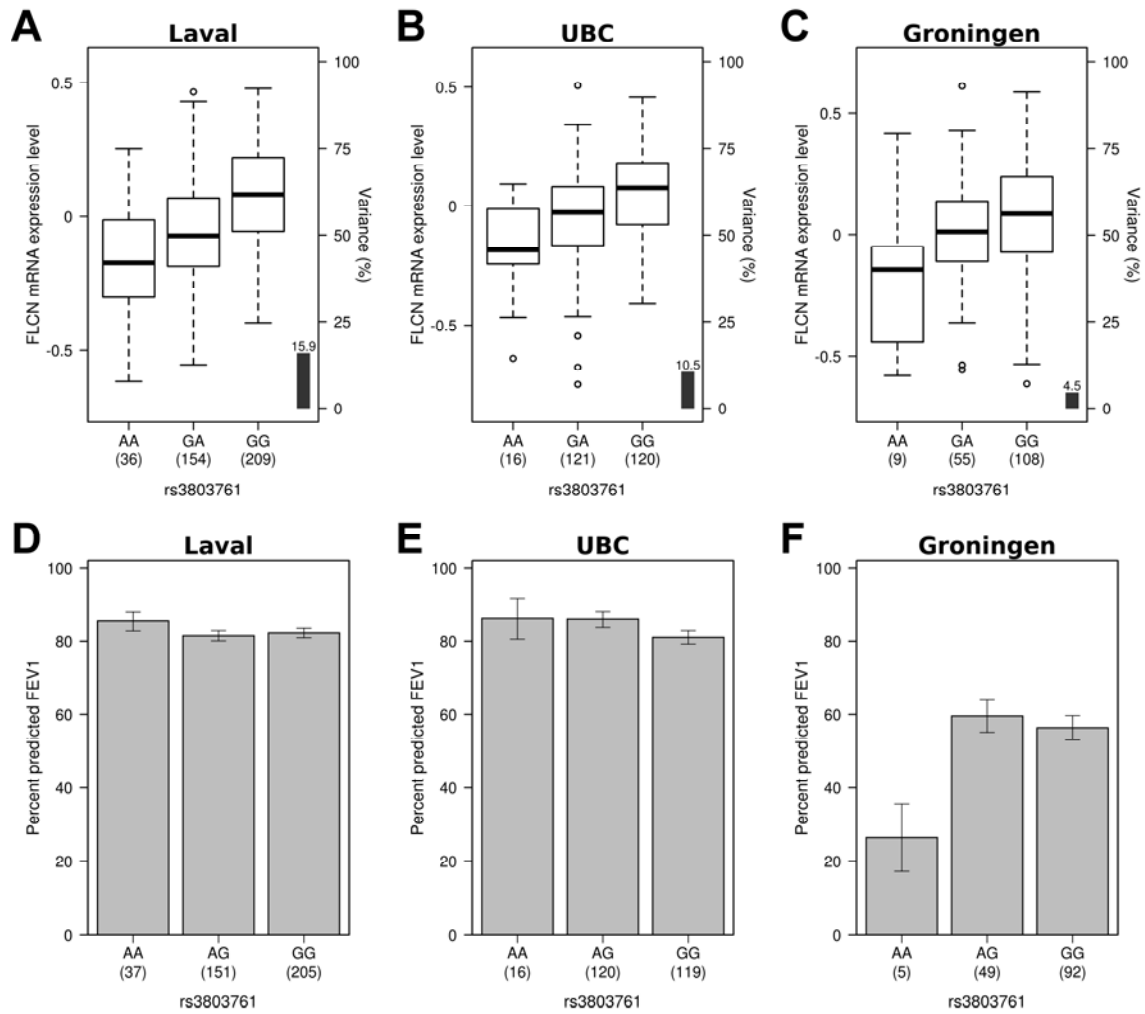 A
Laval
FLCN mRNA expression level
0.5
0
-0.5
100
75
50
25
0
Variance (%)
15.9
AA GA GG
(36) (154) (209)
rs3803761
B
UBC
FLCN mRNA expression level
0.5
0
-0.5
100
75
50
25
0
Variance (%)
10.5
AA GA GG
(16) (121) (120)
rs3803761
C
Groningen
FLCN mRNA expression level
0.5
0
-0.5
100
75
50
25
0
Variance (%)
4.5
AA GA GG
(9) (55) (108)
rs3803761
D
Laval
Percent predicted FEV1
100
80
60
40
20
0
AA AG GG
(37) (151) (205)
rs3803761
E
UBC
Percent predicted FEV1
100
80
60
40
20
0
AA AG GG
(16) (120) (119)
rs3803761
F
Groningen
Percent predicted FEV1
100
80
60
40
20
0
AA AG GG
(5) (49) (92)
rs3803761